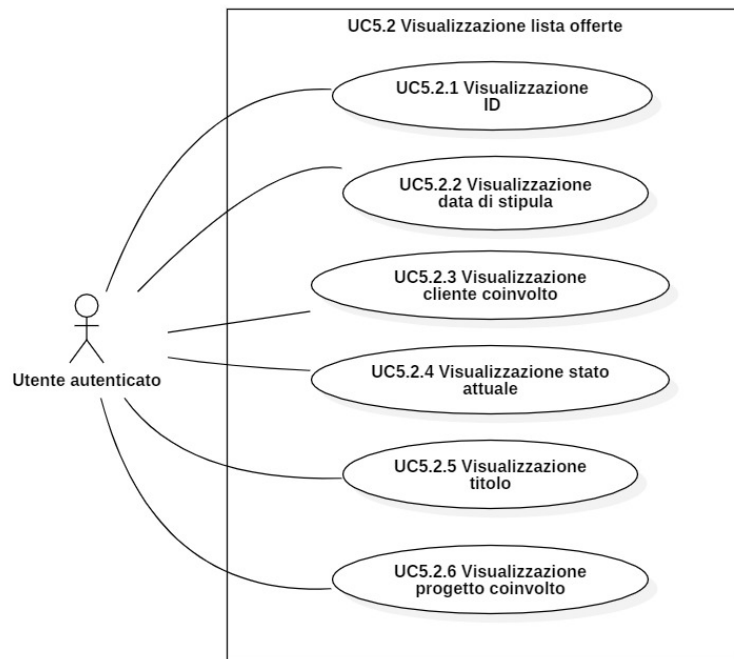 UC5.2 Visualizzazione lista offerte
UC5.2.1 Visualizzazione
ID
UC5.2.2 Visualizzazione
data di stipula
UC5.2.3 Visualizzazione
cliente coinvolto
Utente autenticato
UC5.2.4 Visualizzazione stato
attuale
UC5.2.5 Visualizzazione
titolo
UC5.2.6 Visualizzazione
progetto coinvolto